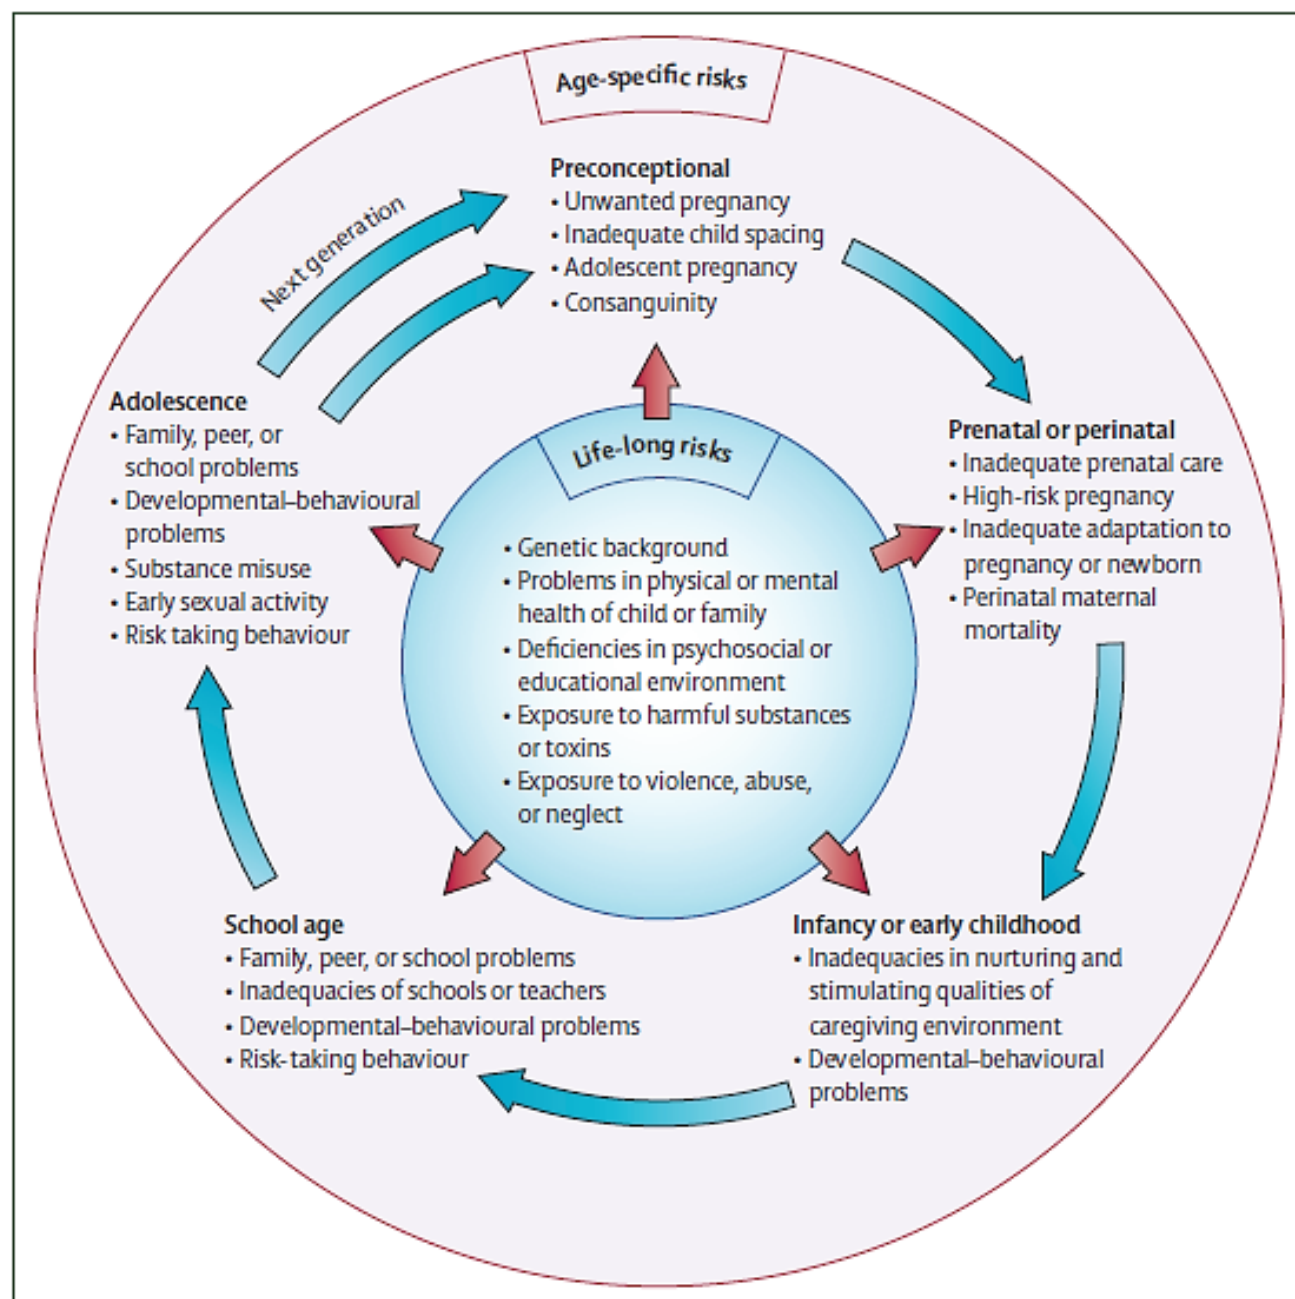 Age-specific risks
Preconceptional
• Unwanted pregnancy
• Inadequate child spacing
• Adolescent pregnancy
• Consanguinity
Next generation
Adolescence
• Family, peer, or
school problems
• Developmental–behavioural
problems
• Substance misuse
• Early sexual activity
• Risk taking behaviour
Prenatal or perinatal
• Inadequate prenatal care
• High-risk pregnancy
• Inadequate adaptation to
pregnancy or newborn
• Perinatal maternal
mortality
Life-long risks
• Genetic background
• Problems in physical or mental
health of child or family
• Deficiencies in psychosocial or
educational environment
• Exposure to harmful substances
or toxins
• Exposure to violence, abuse,
or neglect
School age
• Family, peer, or school problems
• Inadequacies of schools or teachers
• Developmental–behavioural problems
• Risk-taking behaviour
Infancy or early childhood
• Inadequacies in nurturing and
stimulating qualities of
caregiving environment
• Developmental–behavioural
problems